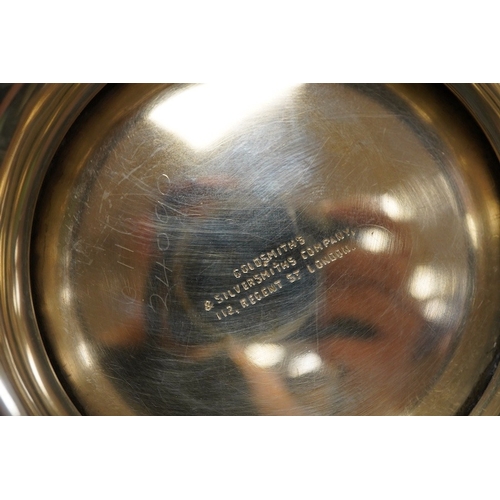 GOLDSMITHS
& SILVERSMITHS COMPANY,
112, REGENT ST LONDON.